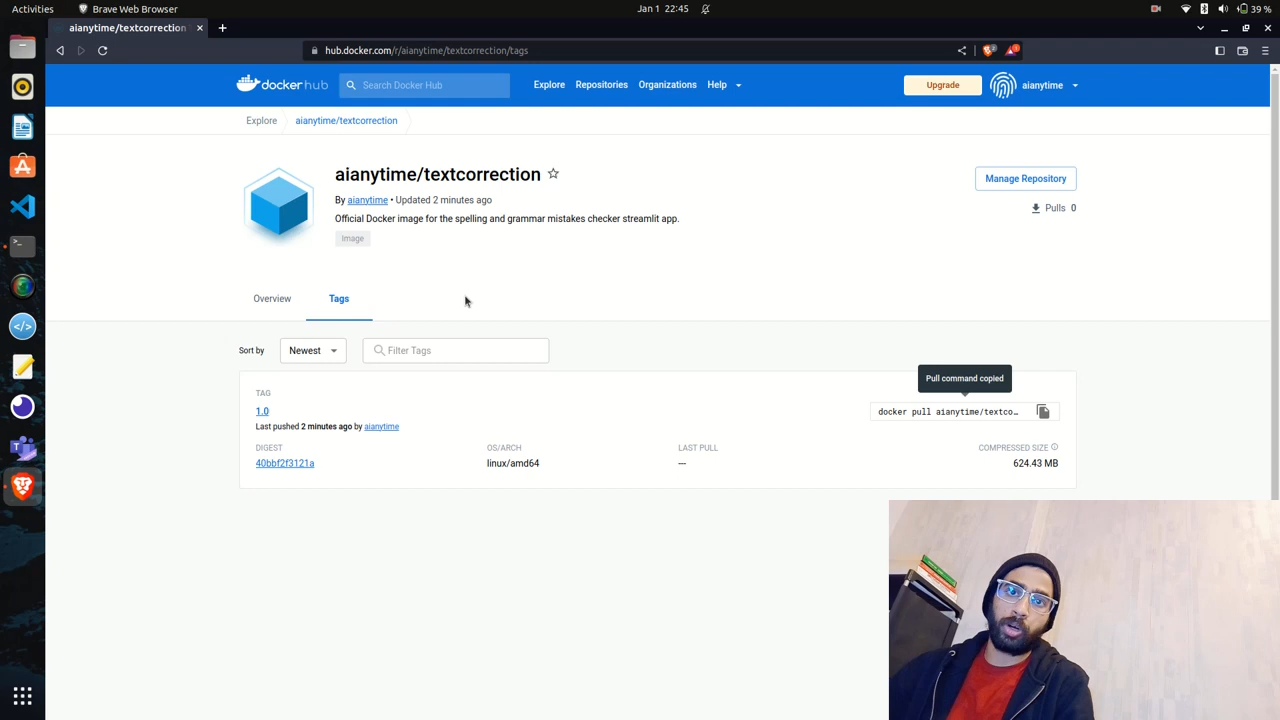 Activities
Brave Web Browser
Jan 1 22:45
39 %
aianytime/textcorrection
hub.docker.com/r/aianytime/textcorrection/tags
dockerhub
Search Docker Hub
Explore
Repositories
Organizations
Help
Upgrade
aianytime
Explore
aianytime/textcorrection
aianytime/textcorrection
Manage Repository
By aianytime • Updated 2 minutes ago
Pulls 0
Official Docker image for the spelling and grammar mistakes checker streamlit app.
Image
Overview
Tags
Sort by
Newest
Filter Tags
Pull command copied
TAG
1.0
docker pull aianytime/textco…
Last pushed 2 minutes ago by aianytime
DIGEST
OS/ARCH
LAST PULL
COMPRESSED SIZE
40bbf2f3121a
linux/amd64
---
624.43 MB